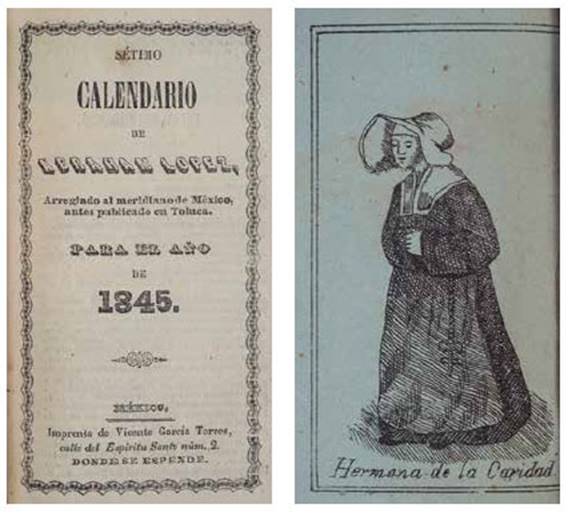 SÉTIMO
CALENDARIO
DE
ABRAHAM LOPEZ,
Arreglado al meridiano de México,
antes publicado en Toluca.
PARA EL AÑO
DE
1845.
MÉXICO,
Imprenta de Vicente García Torres,
calle del Espíritu Santo núm. 2.
DONDE SE ESPENDE.
Hermana de la Caridad